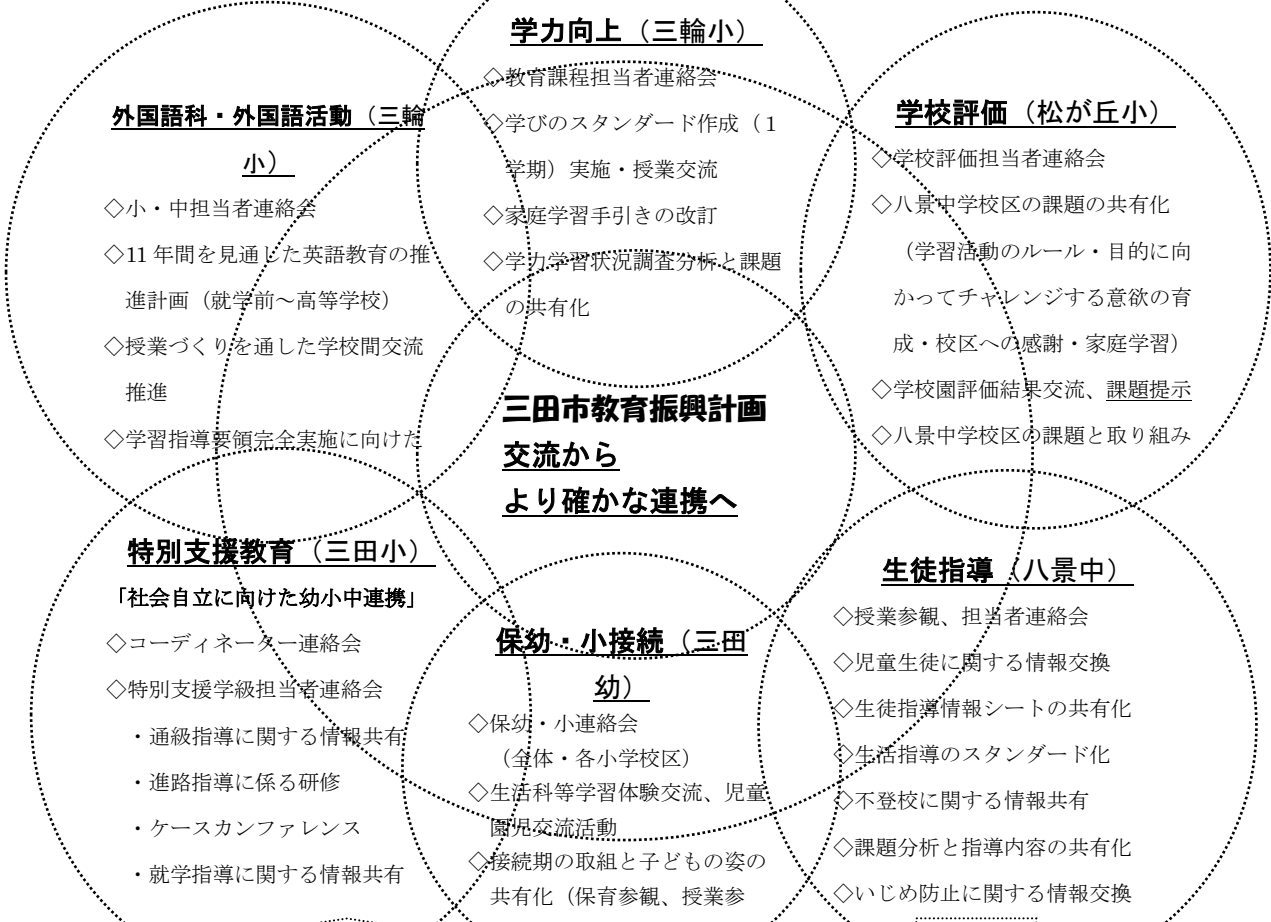 学力向上（三輪小）
◇教育課程担当者連絡会
◇学びのスタンダード作成（１
学期）実施・授業交流
◇家庭学習手引きの改訂
◇学力学習状況調査分析と課題
の共有化
外国語科・外国語活動（三輪
小）
◇小・中担当者連絡会
◇11 年間を見通した英語教育の推
進計画（就学前～高等学校）
◇授業づくりを通した学校間交流
推進
◇学習指導要領完全実施に向けた
学校評価（松が丘小）
◇学校評価担当者連絡会
◇八景中学校区の課題の共有化
（学習活動のルール・目的に向
かってチャレンジする意欲の育
成・校区への感謝・家庭学習）
◇学校園評価結果交流、課題提示
◇八景中学校区の課題と取り組み
三田市教育振興計画
交流から
より確かな連携へ
特別支援教育（三田小）
「社会自立に向けた幼小中連携」
◇コーディネーター連絡会
◇特別支援学級担当者連絡会
・通級指導に関する情報共有
・進路指導に係る研修
・ケースカンファレンス
・就学指導に関する情報共有
保幼・小接続（三田
幼）
◇保幼・小連絡会
（全体・各小学校区）
◇生活科等学習体験交流、児童
園児交流活動
◇接続期の取組と子どもの姿の
共有化（保育参観、授業参
生徒指導（八景中）
◇授業参観、担当者連絡会
◇児童生徒に関する情報交換
◇生徒指導情報シートの共有化
◇生活指導のスタンダード化
◇不登校に関する情報共有
◇課題分析と指導内容の共有化
◇いじめ防止に関する情報交換